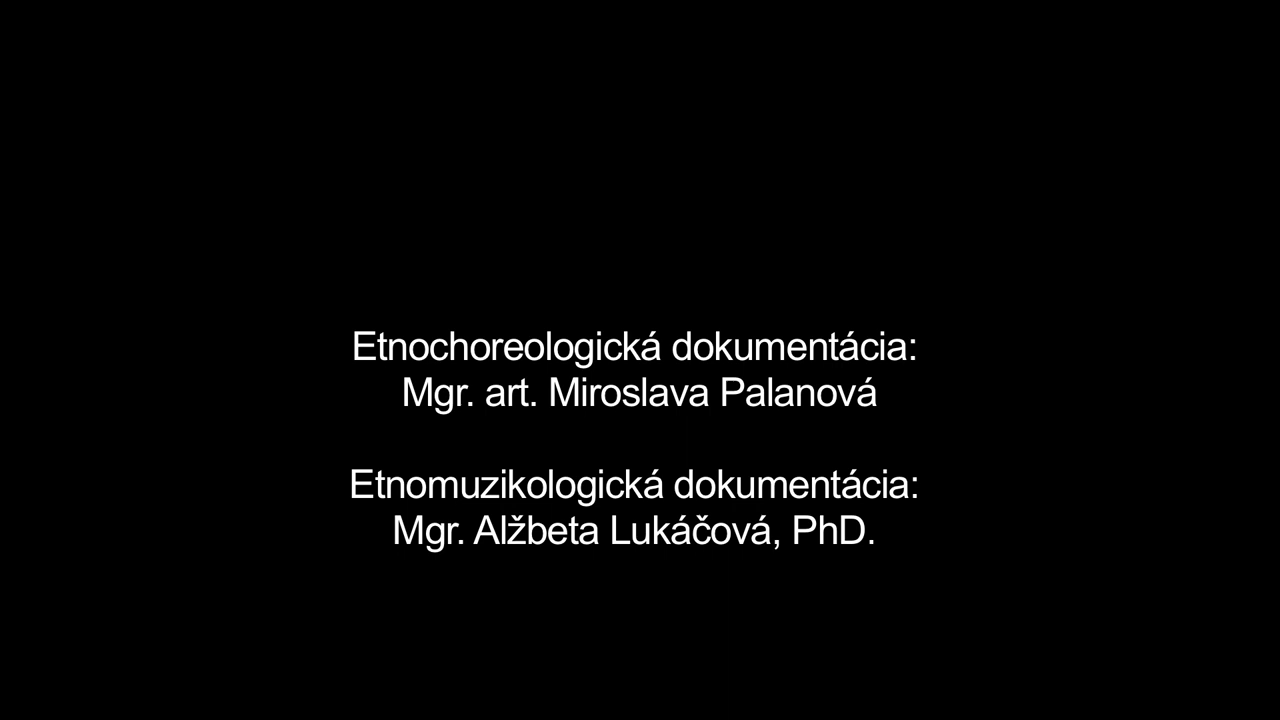 Etnochoreologická dokumentácia:
Mgr. art. Miroslava Palanová
Etnomuzikologická dokumentácia:
Mgr. Alžbeta Lukáčová, PhD.